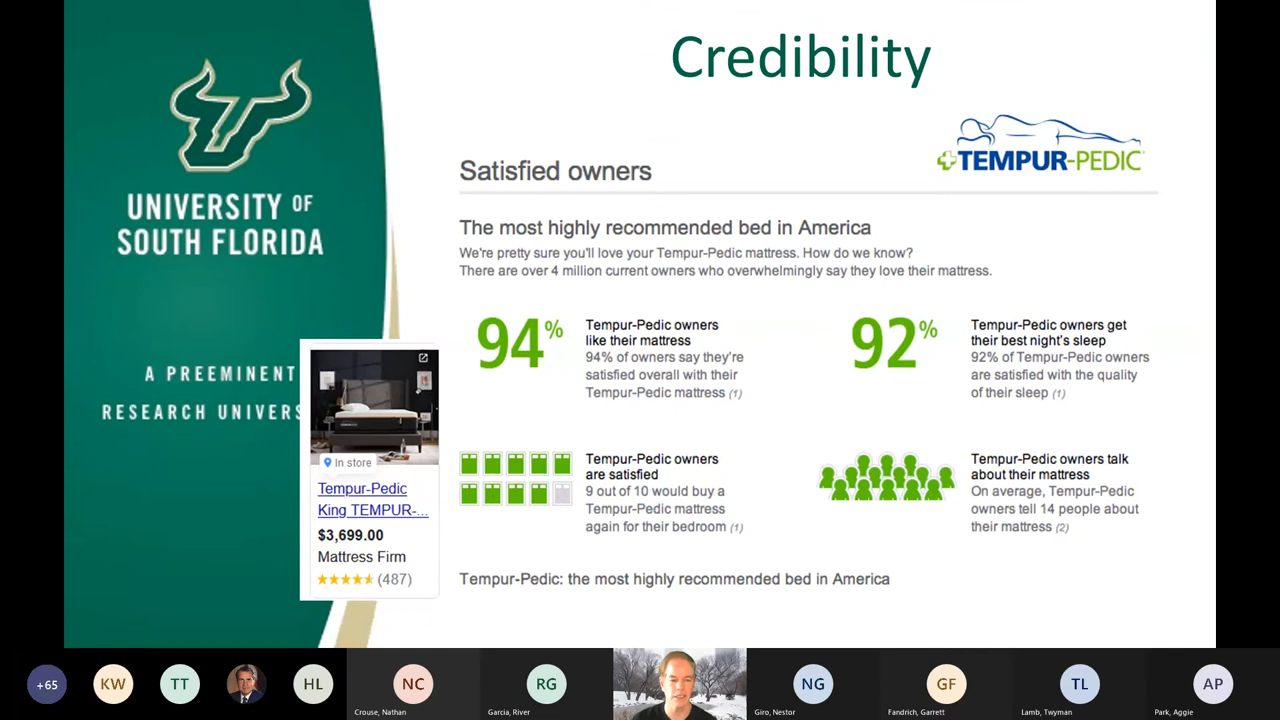 Credibility
UNIVERSITY OF
SOUTH FLORIDA
A PREEMINENT
RESEARCH UNIVERS
TEMPUR-PEDIC
Satisfied owners
The most highly recommended bed in America
We're pretty sure you'll love your Tempur-Pedic mattress. How do we know?
There are over 4 million current owners who overwhelmingly say they love their mattress.
94%
Tempur-Pedic owners
like their mattress
94% of owners say they're
satisfied overall with their
Tempur-Pedic mattress (1)
92%
Tempur-Pedic owners get
their best night's sleep
92% of Tempur-Pedic owners
are satisfied with the quality
of their sleep (1)
Tempur-Pedic owners
are satisfied
9 out of 10 would buy a
Tempur-Pedic mattress
again for their bedroom (1)
Tempur-Pedic owners talk
about their mattress
On average, Tempur-Pedic
owners tell 14 people about
their mattress (2)
Tempur-Pedic: the most highly recommended bed in America
In store
Tempur-Pedic
King TEMPUR-...
$3,699.00
Mattress Firm
(487)
+65
KW
TT
HL
NC
Crouse, Nathan
RG
Garcia, River
NG
Giro, Nestor
GF
Fandrich, Garrett
TL
Lamb, Twyman
AP
Park, Aggie